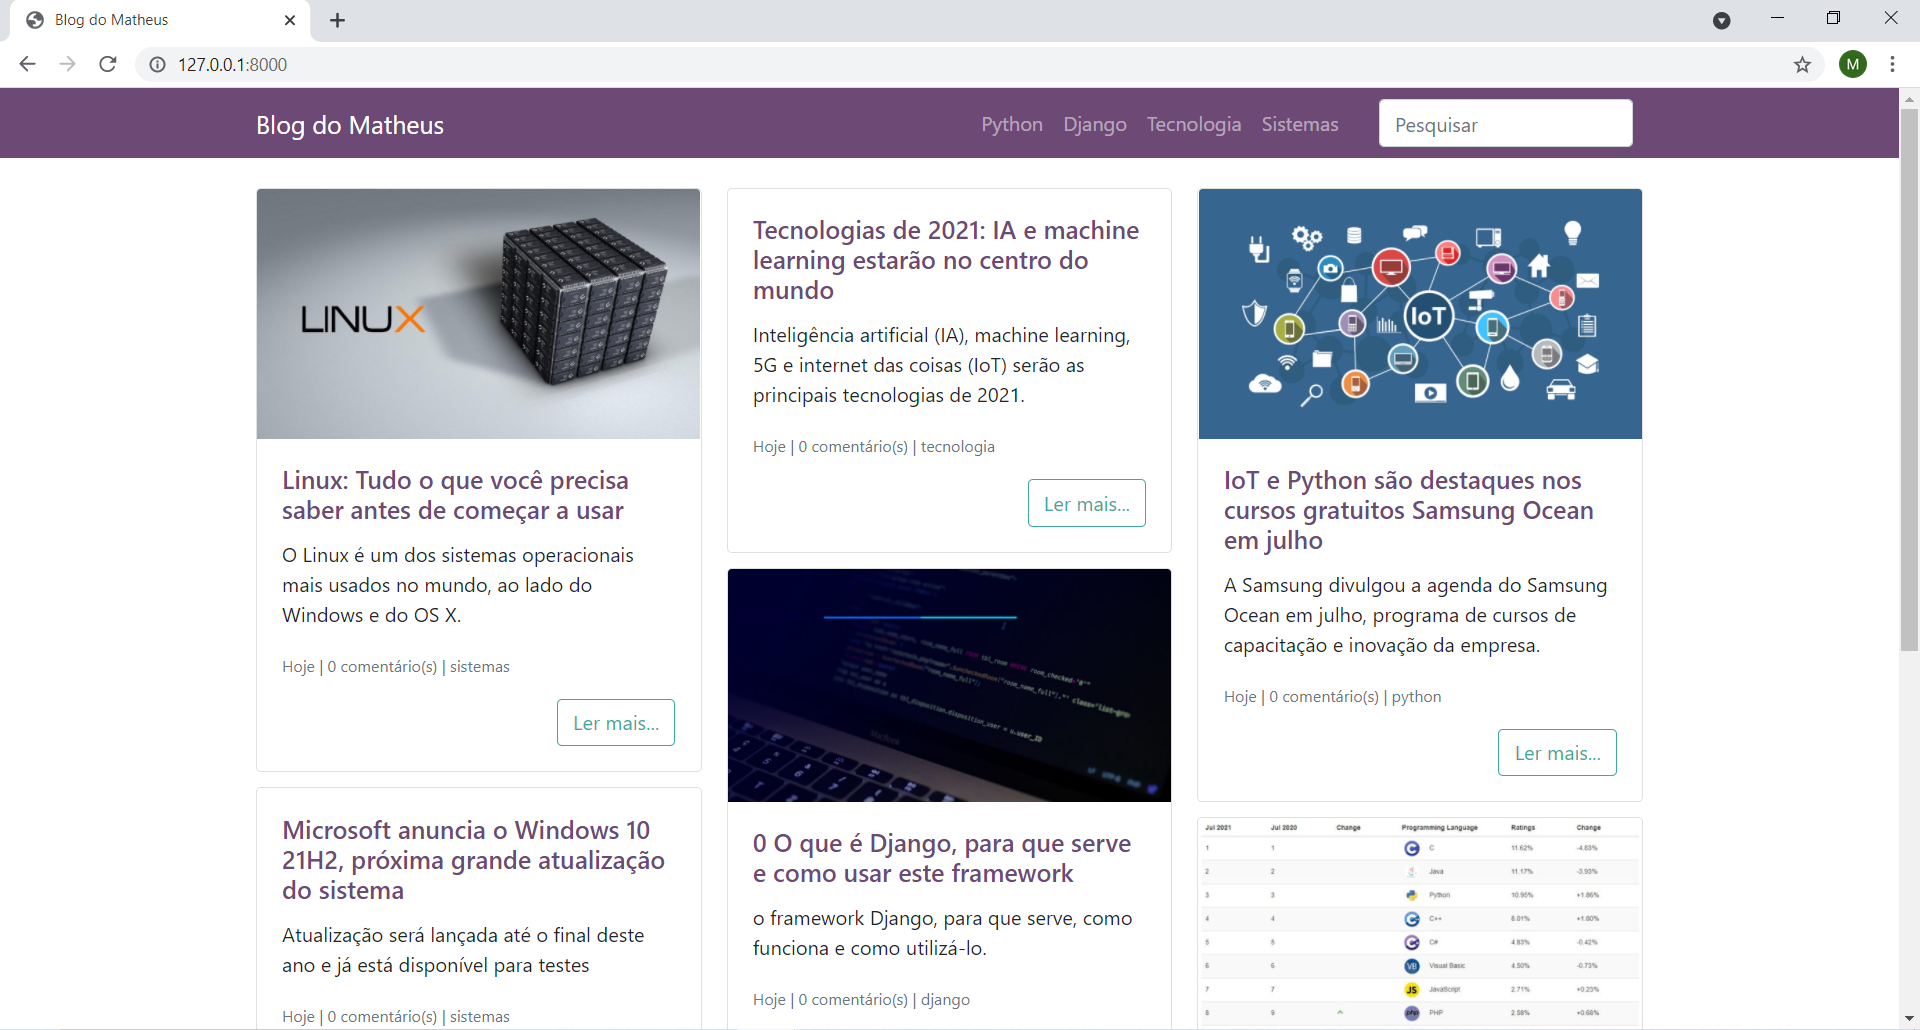 Blog do Matheus
127.0.0.1:8000
M
Blog do Matheus
Python Django Tecnologia Sistemas
Pesquisar
LINUX
Linux: Tudo o que você precisa
saber antes de começar a usar
O Linux é um dos sistemas operacionais
mais usados no mundo, ao lado do
Windows e do OS X.
Hoje | 0 comentário(s) | sistemas
Ler mais...
Microsoft anuncia o Windows 10
21H2, próxima grande atualização
do sistema
Atualização será lançada até o final deste
ano e já está disponível para testes
Hoje | 0 comentário(s) | sistemas
Tecnologias de 2021: IA e machine
learning estarão no centro do
mundo
Inteligência artificial (IA), machine learning,
5G e internet das coisas (IoT) serão as
principais tecnologias de 2021.
Hoje | 0 comentário(s) | tecnologia
Ler mais...
MacBook
0 O que é Django, para que serve
e como usar este framework
o framework Django, para que serve, como
funciona e como utilizá-lo.
Hoje | 0 comentário(s) | django
IoT
IoT e Python são destaques nos
cursos gratuitos Samsung Ocean
em julho
A Samsung divulgou a agenda do Samsung
Ocean em julho, programa de cursos de
capacitação e inovação da empresa.
Hoje | 0 comentário(s) | python
Ler mais...
Jul 2021 Jul 2020 Change Programming Language Ratings Change
1 1 C 11.62% -4.83%
2 2 Java 11.17% -3.93%
3 3 Python 10.95% +1.86%
4 4 C++ 8.01% +1.80%
5 5 C# 4.83% -0.42%
6 6 VB Visual Basic 4.50% -0.73%
7 7 JS JavaScript 2.71% +0.23%
8 9 php PHP 2.58% +0.68%